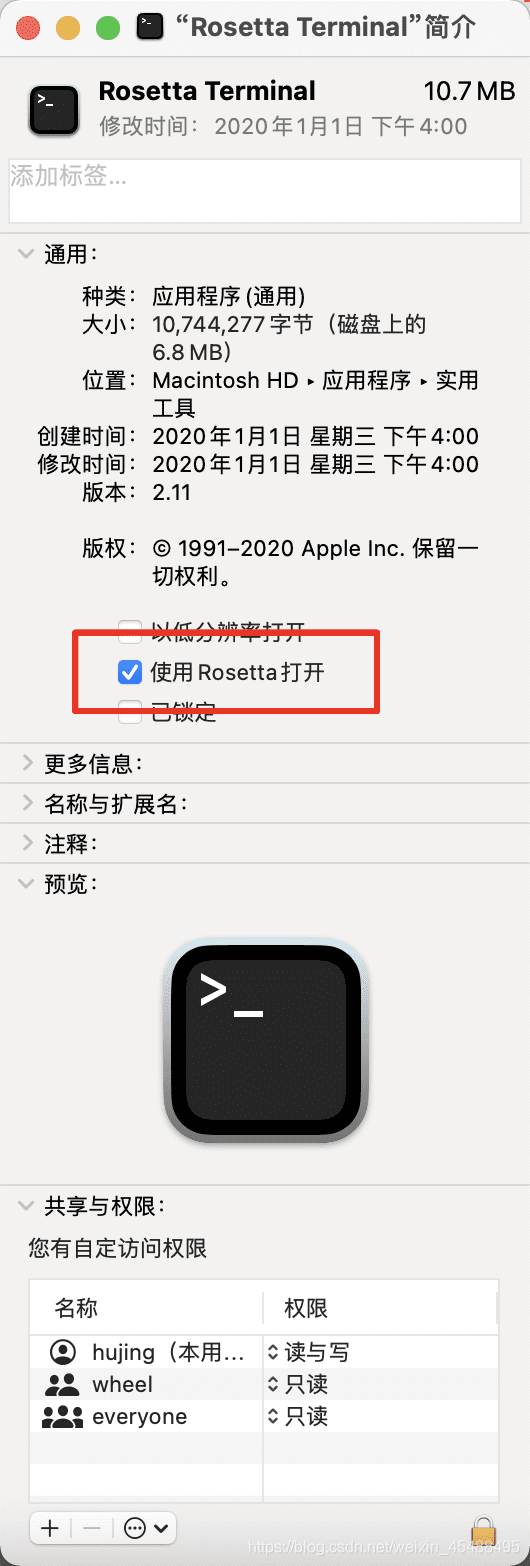 “Rosetta Terminal”简介
Rosetta Terminal 10.7 MB
修改时间：2020年1月1日 下午4:00
添加标签...
通用：
种类：应用程序 (通用)
大小：10,744,277 字节（磁盘上的
6.8 MB）
位置：Macintosh HD ▸ 应用程序 ▸ 实用
工具
创建时间：2020年1月1日 星期三 下午4:00
修改时间：2020年1月1日 星期三 下午4:00
版本：2.11
版权：© 1991–2020 Apple Inc. 保留一
切权利。
以低分辨率打开
使用Rosetta打开
已锁定
更多信息：
名称与扩展名：
注释：
预览：
>_
共享与权限：
您有自定访问权限
名称 权限
hujing（本用... 读与写
wheel 只读
everyone 只读
https://blog.csdn.net/weixin_45488495